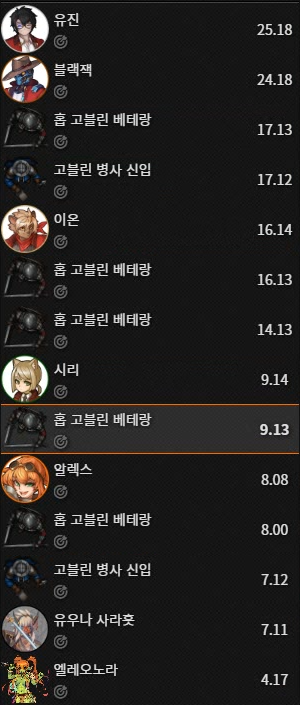 유진 25.18
블랙잭 24.18
홉 고블린 베테랑 17.13
고블린 병사 신입 17.12
이온 16.14
홉 고블린 베테랑 16.13
홉 고블린 베테랑 14.13
시리 9.14
홉 고블린 베테랑 9.13
알렉스 8.08
홉 고블린 베테랑 8.00
고블린 병사 신입 7.12
유우나 사라홋 7.11
엘레오노라 4.17